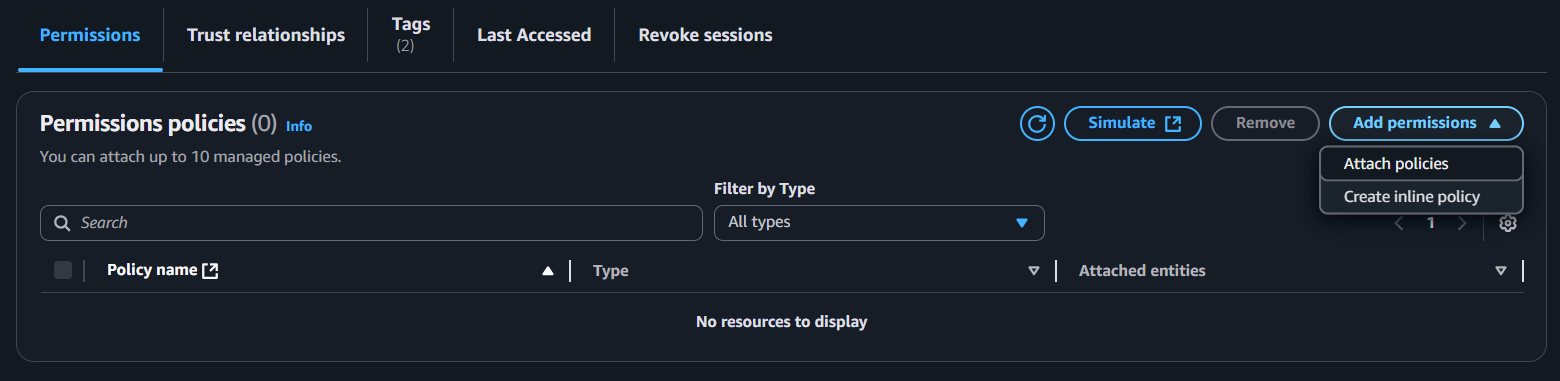 Permissions
Trust relationships
Tags
(2)
Last Accessed
Revoke sessions
Permissions policies (0) Info
You can attach up to 10 managed policies.
Simulate
Remove
Add permissions
Attach policies
Create inline policy
Filter by Type
Search
All types
1
Policy name
Type
Attached entities
No resources to display